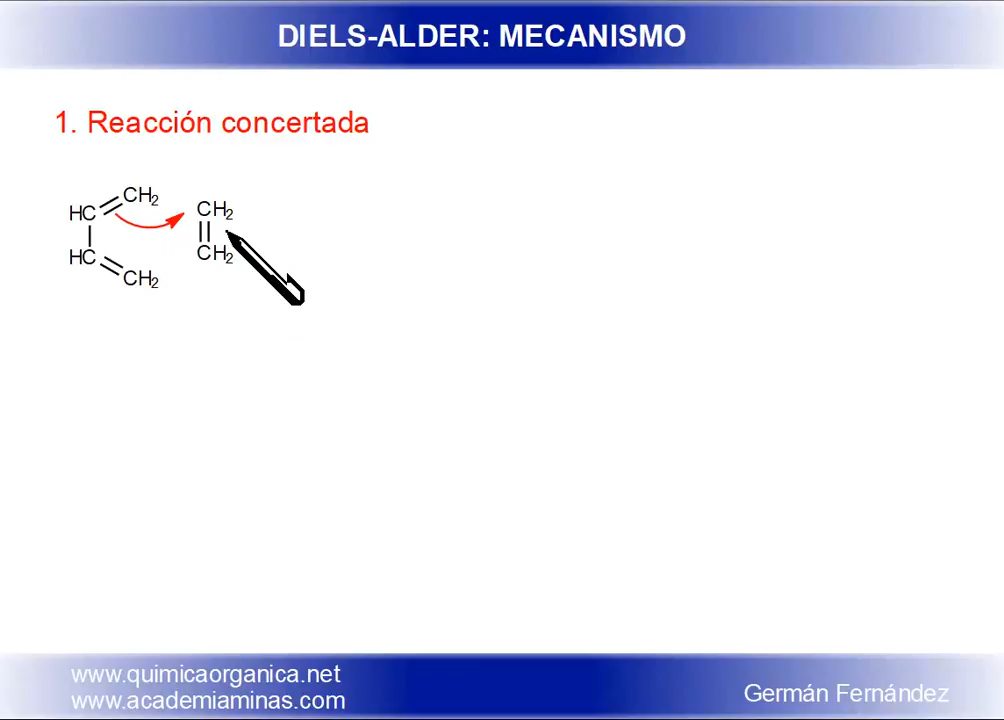 DIELS-ALDER: MECANISMO
1. Reacción concertada
CH2
HC
CH2
HC
CH2
CH2
www.quimicaorganica.net
www.academiaminas.com
Germán Fernández